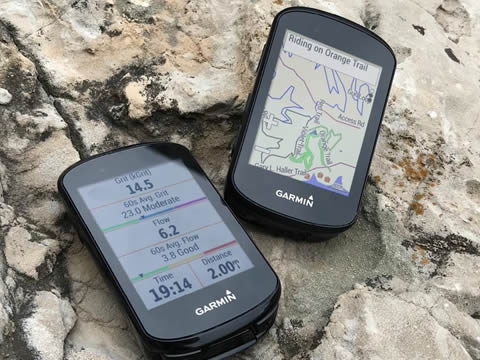 Grit (kGrit)
14.5
60s Avg. Grit
23.0 Moderate
Flow
6.2
60s Avg. Flow
3.8 Good
Time
Distance
19:14
2.00
GARMIN
Riding on
Orange Trail
Access Rd
Gary L. Haller Trail
GARMIN